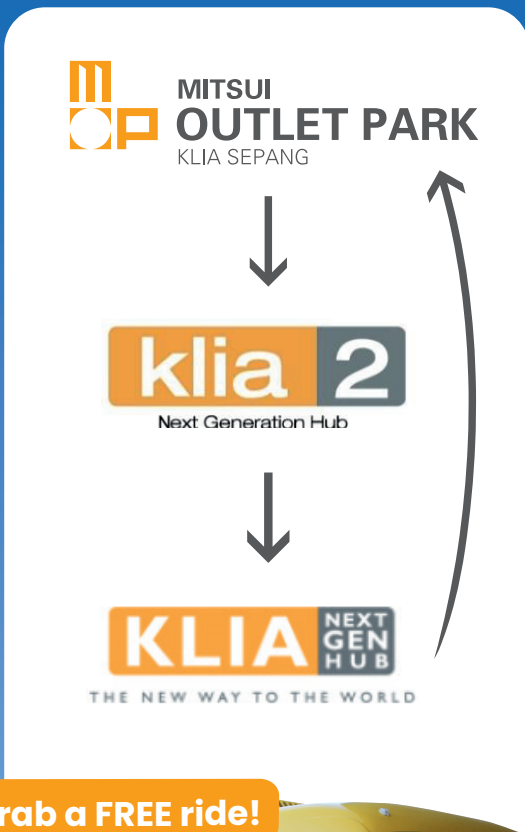 MITSUI
OUTLET PARK
KLIA SEPANG
klia 2
Next Generation Hub
KLIA NEXT
GEN
HUB
THE NEW WAY TO THE WORLD
rab a FREE ride!